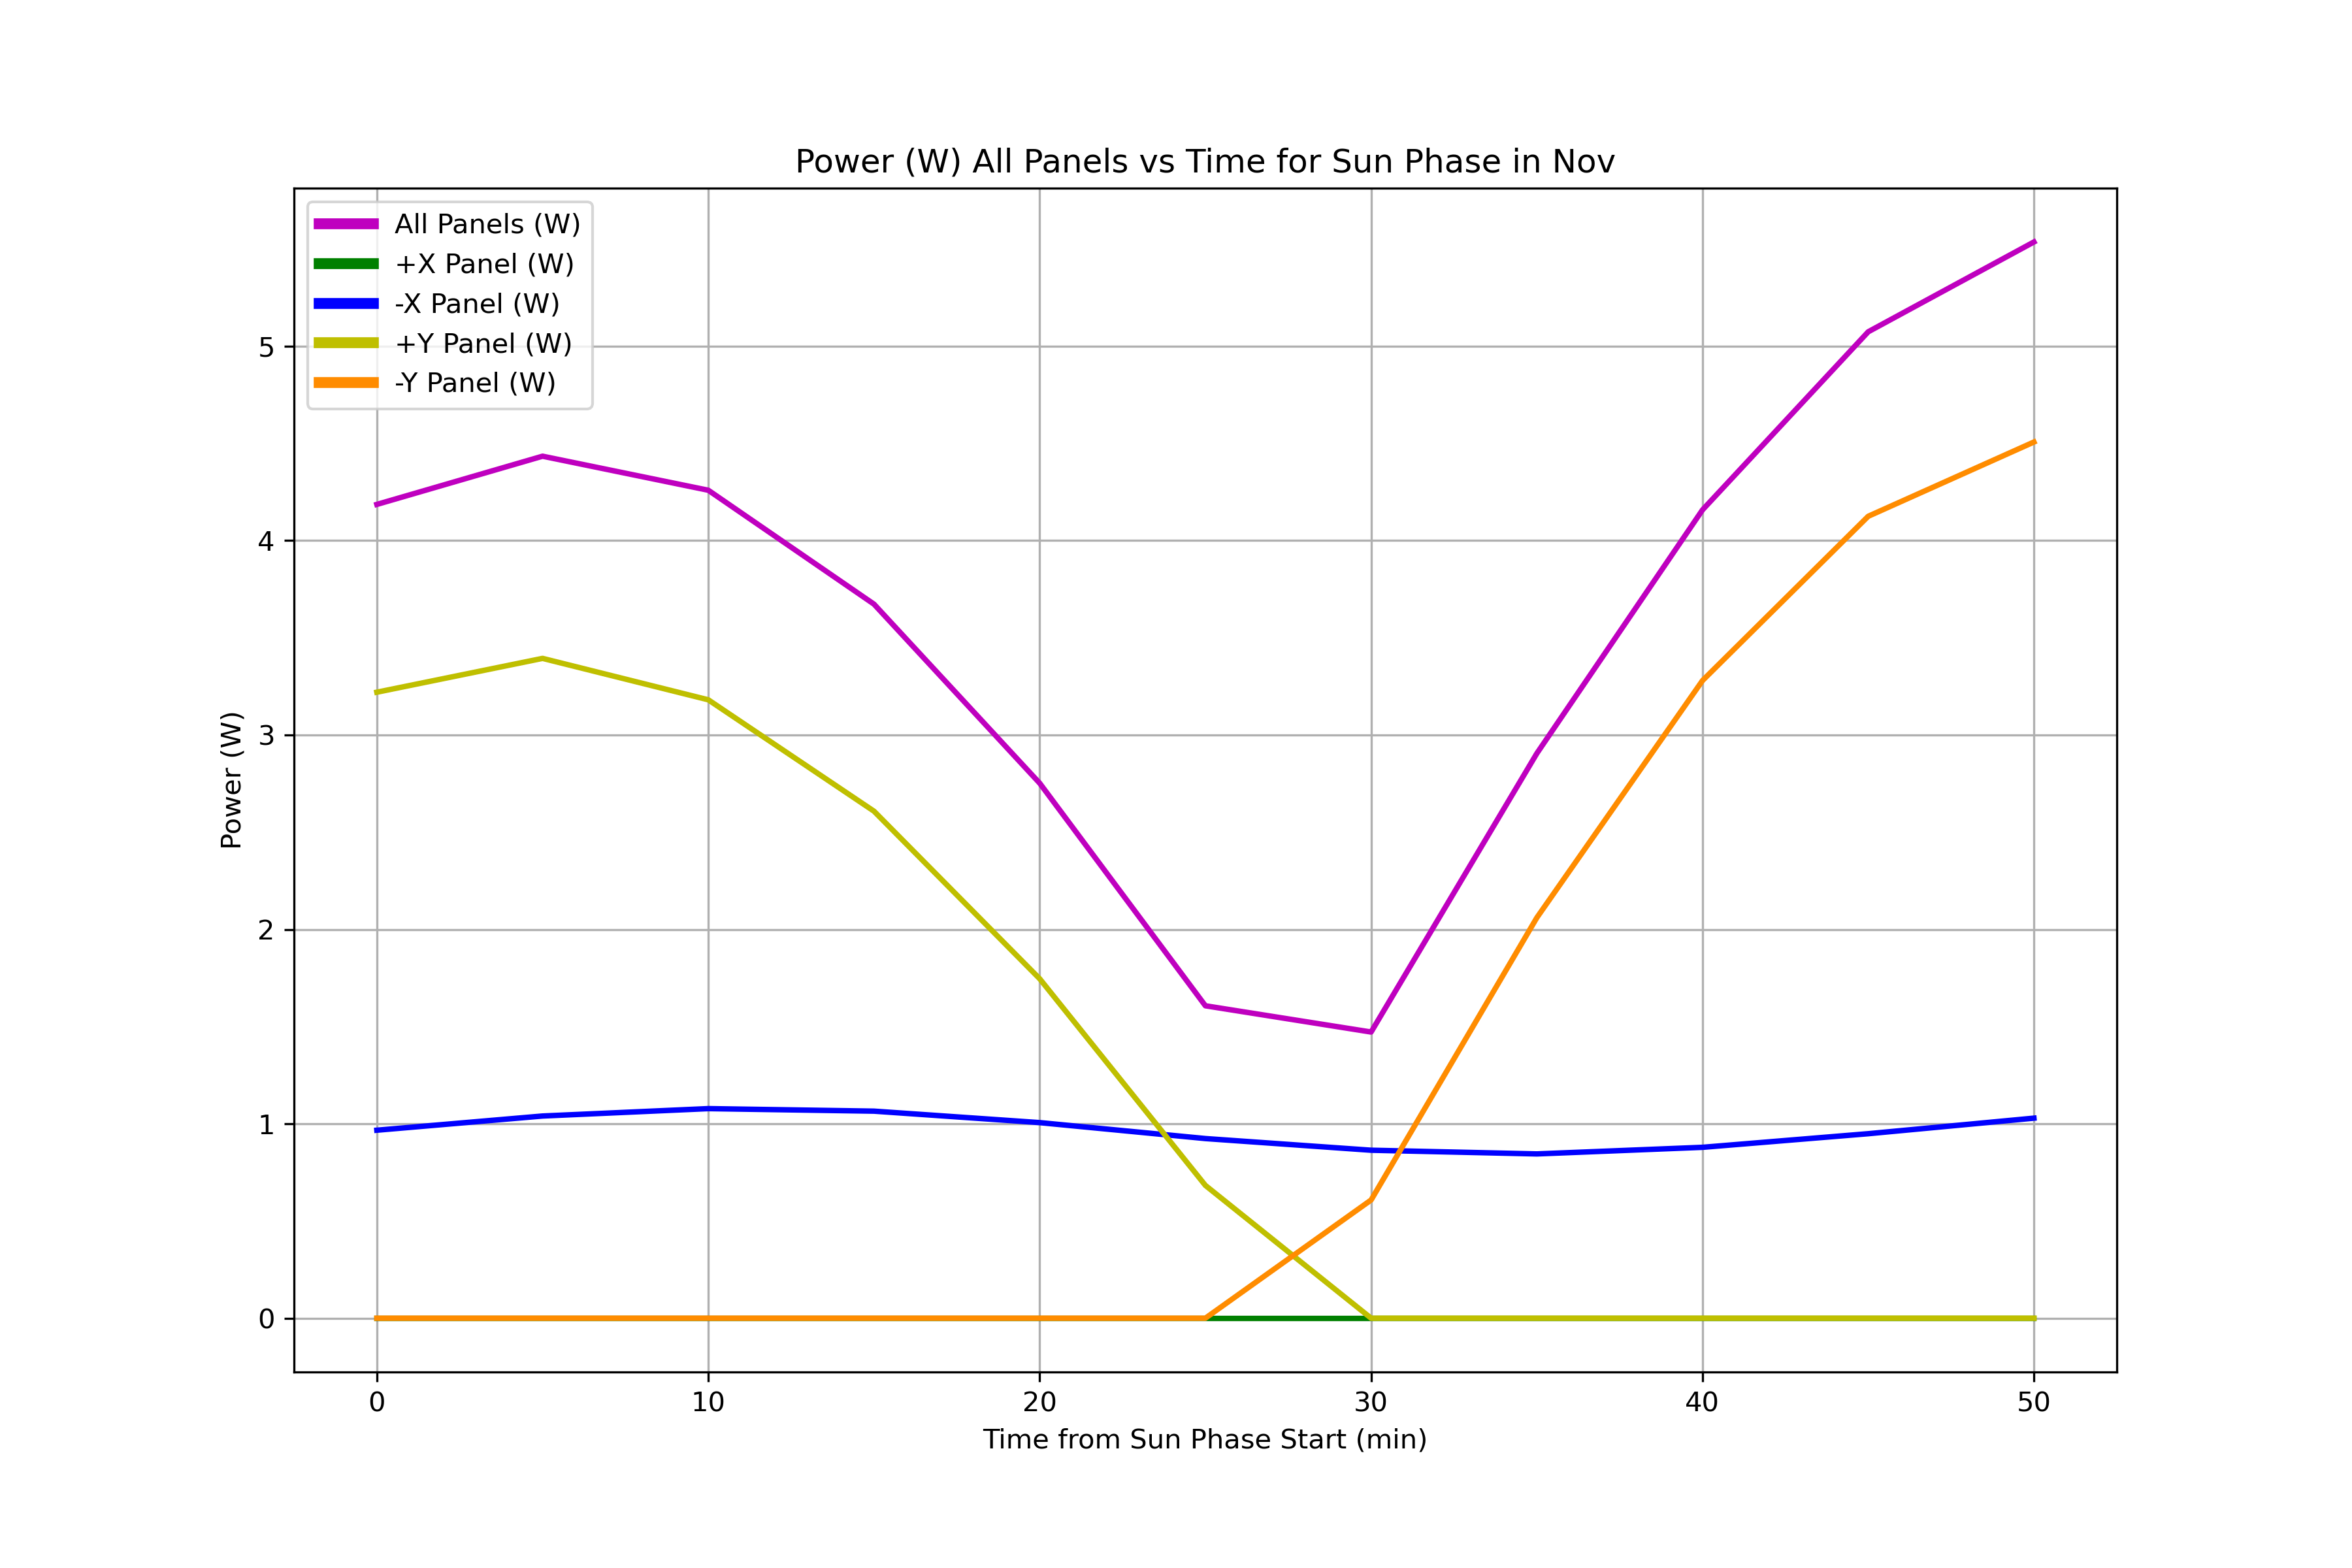 Power (W) All Panels vs Time for Sun Phase in Nov
All Panels (W)
+X Panel (W)
-X Panel (W)
+Y Panel (W)
-Y Panel (W)
5
4
3
2
1
0
Power (W)
0 10 20 30 40 50
Time from Sun Phase Start (min)